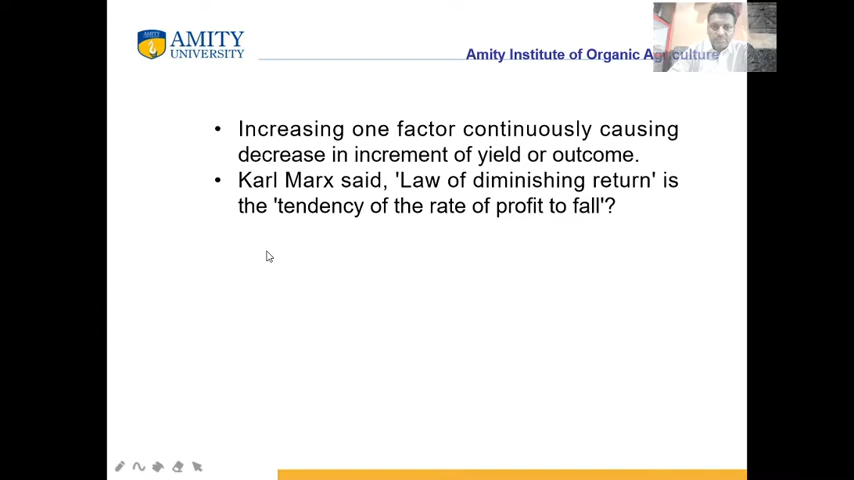 AMITY
AMITY
UNIVERSITY
Amity Institute of Organic Agriculture
• Increasing one factor continuously causing
decrease in increment of yield or outcome.
• Karl Marx said, 'Law of diminishing return' is
the 'tendency of the rate of profit to fall'?